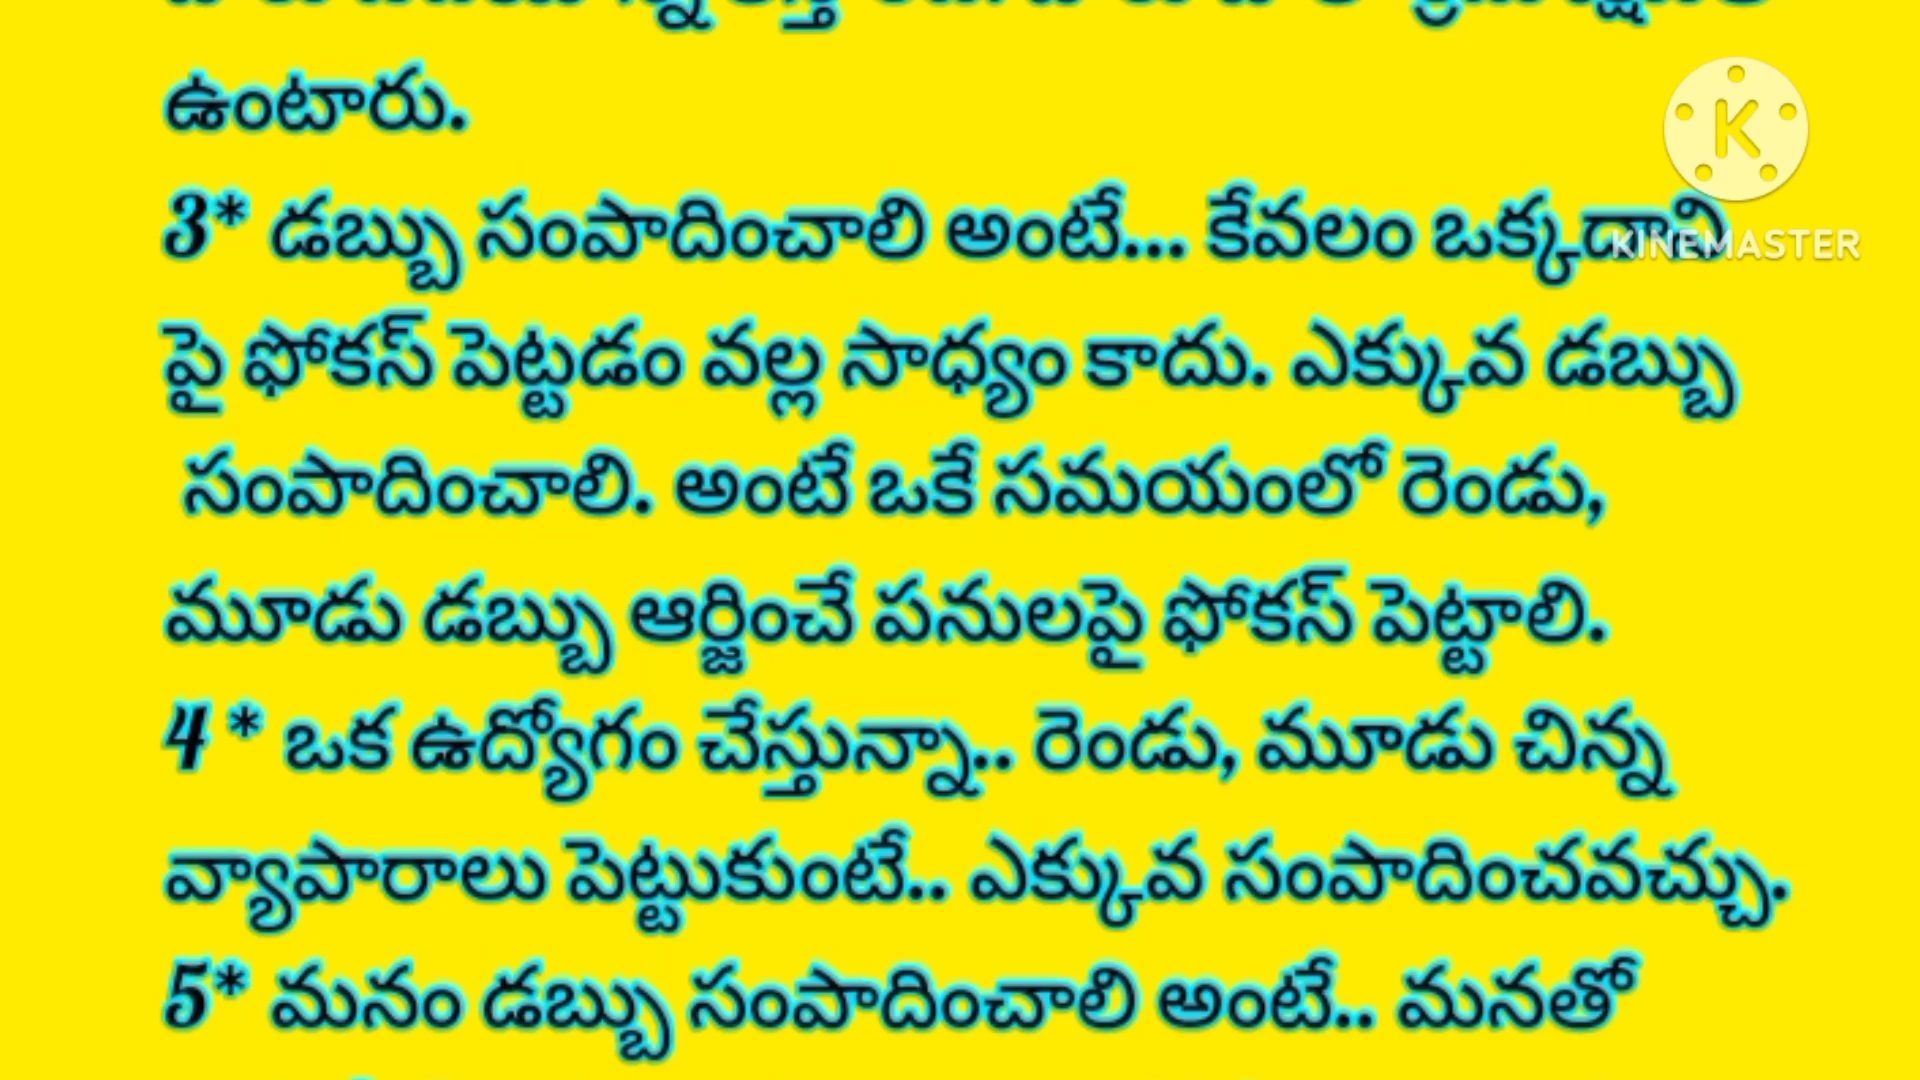 ఉంటారు.
3* డబ్బు సంపాదించాలి అంటే... కేవలం ఒక్కదాని
పై ఫోకస్ పెట్టడం వల్ల సాధ్యం కాదు. ఎక్కువ డబ్బు
సంపాదించాలి. అంటే ఒకే సమయంలో రెండు,
మూడు డబ్బు ఆర్జించే పనులపై ఫోకస్ పెట్టాలి.
4 * ఒక ఉద్యోగం చేస్తున్నా.. రెండు, మూడు చిన్న
వ్యాపారాలు పెట్టుకుంటే.. ఎక్కువ సంపాదించవచ్చు.
5* మనం డబ్బు సంపాదించాలి అంటే.. మనతో
K
KINEMASTER